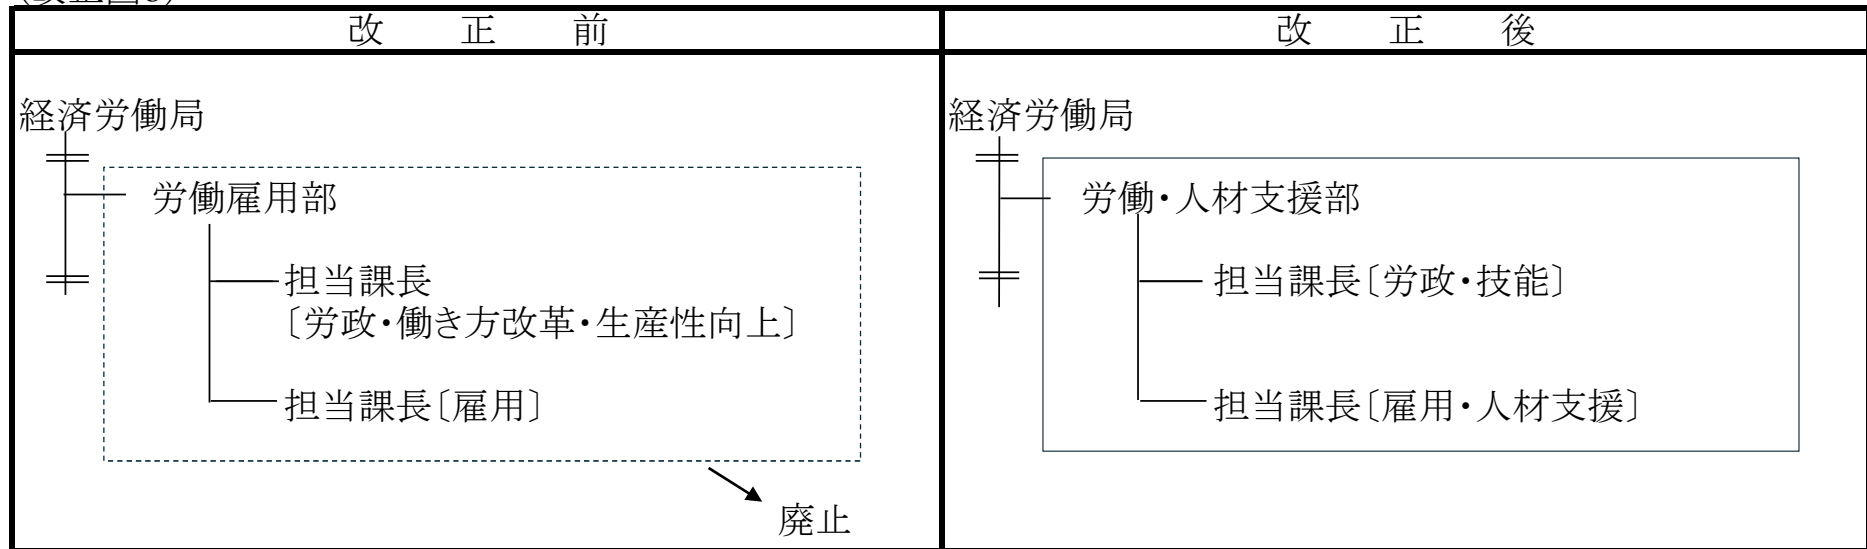 改正前
改正後
経済労働局
労働雇用部
担当課長
〔労政・働き方改革・生産性向上〕
担当課長〔雇用〕
廃止
経済労働局
労働・人材支援部
担当課長〔労政・技能〕
担当課長〔雇用・人材支援〕